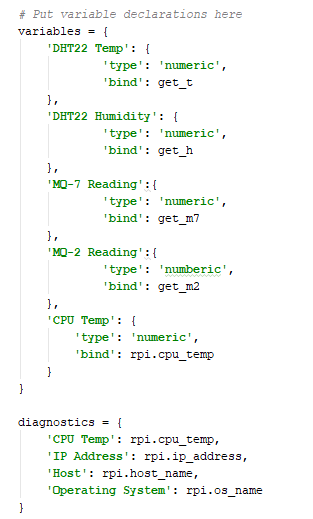 # Put variable declarations here
variables = {
    'DHT22 Temp': {
            'type': 'numeric',
            'bind': get_t
    },
    'DHT22 Humidity': {
            'type': 'numeric',
            'bind': get_h
    },
    'MQ-7 Reading':{
            'type': 'numeric',
            'bind': get_m7
    },
    'MQ-2 Reading':{
            'type': 'numberic',
            'bind': get_m2
    },
    'CPU Temp': {
        'type': 'numeric',
        'bind': rpi.cpu_temp
    }
}

diagnostics = {
    'CPU Temp': rpi.cpu_temp,
    'IP Address': rpi.ip_address,
    'Host': rpi.host_name,
    'Operating System': rpi.os_name
}